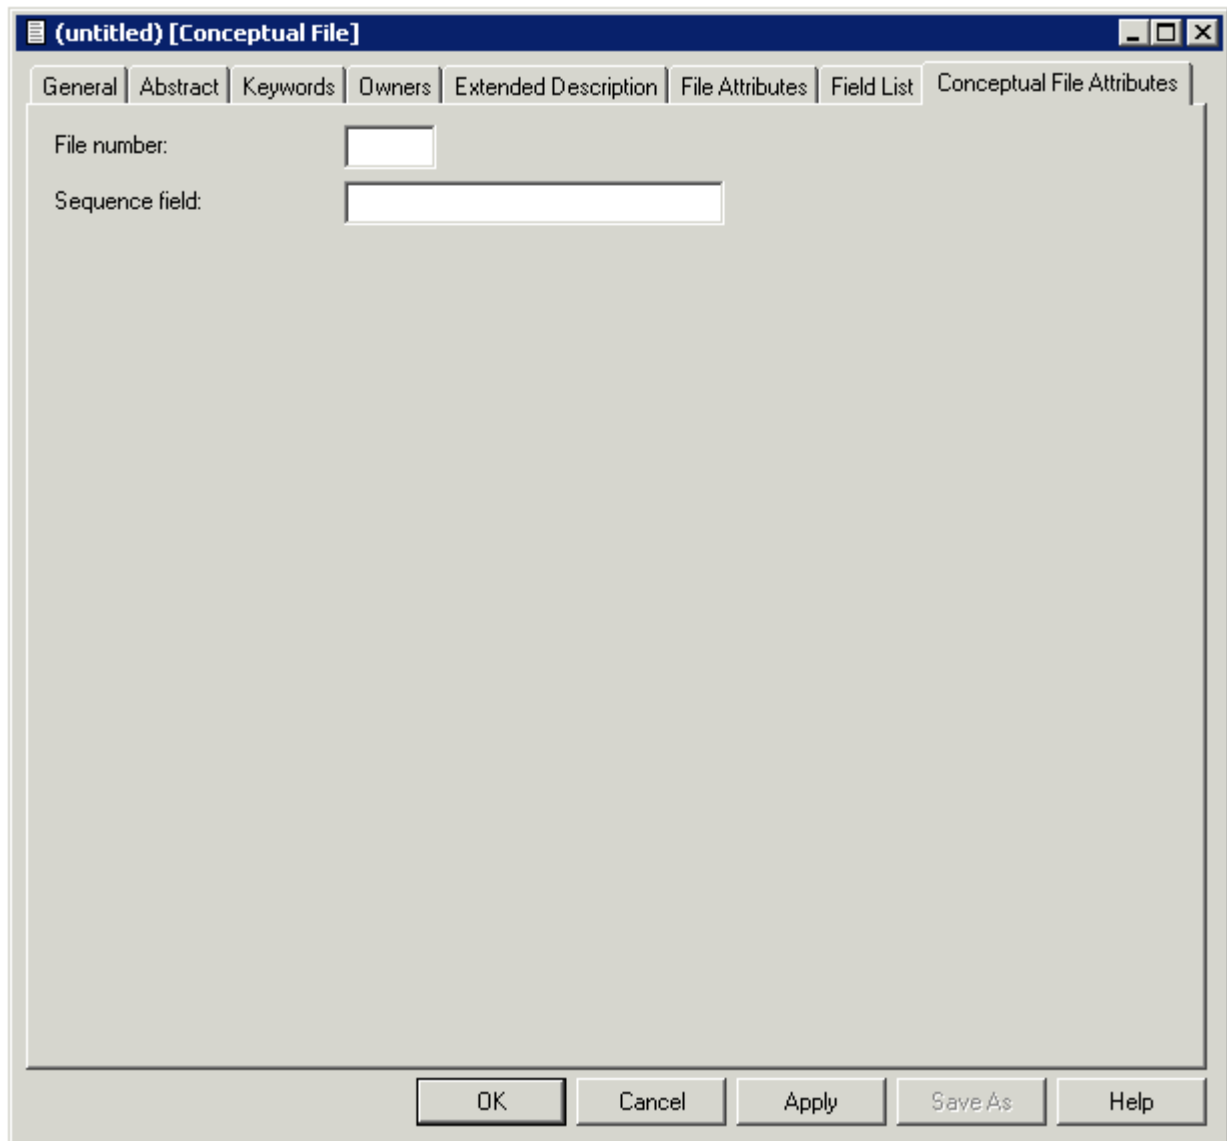 (untitled) [Conceptual File]
General Abstract Keywords Owners Extended Description File Attributes Field List Conceptual File Attributes
File number:
Sequence field:
OK Cancel Apply Save As Help